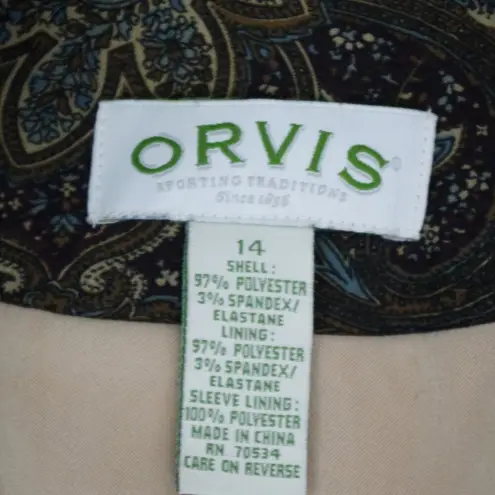 ORVIS®
SPORTING TRADITIONS
Since 1856
14
SHELL:
97% POLYESTER
3% SPANDEX/
ELASTANE
LINING:
97% POLYESTER
3% SPANDEX/
ELASTANE
SLEEVE LINING:
100% POLYESTER
MADE IN CHINA
RN 70534
CARE ON REVERSE